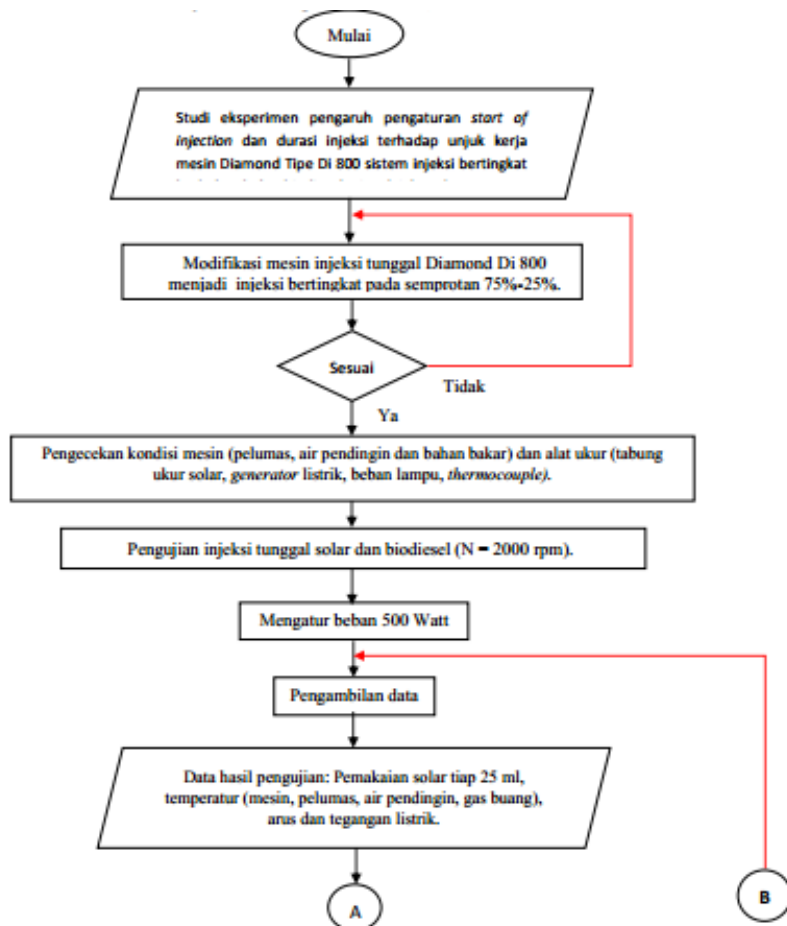 Mulai
Studi eksperimen pengaruh pengaturan start of
injection dan durasi injeksi terhadap unjuk kerja
mesin Diamond Tipe Di 800 sistem injeksi bertingkat
Modifikasi mesin injeksi tunggal Diamond Di 800
menjadi injeksi bertingkat pada semprotan 75%-25%.
Sesuai
Tidak
Ya
Pengecekan kondisi mesin (pelumas, air pendingin dan bahan bakar) dan alat ukur (tabung
ukur solar, generator listrik, beban lampu, thermocouple).
Pengujian injeksi tunggal solar dan biodiesel (N = 2000 rpm).
Mengatur beban 500 Watt
Pengambilan data
Data hasil pengujian: Pemakaian solar tiap 25 ml,
temperatur (mesin, pelumas, air pendingin, gas buang),
arus dan tegangan listrik.
A
B